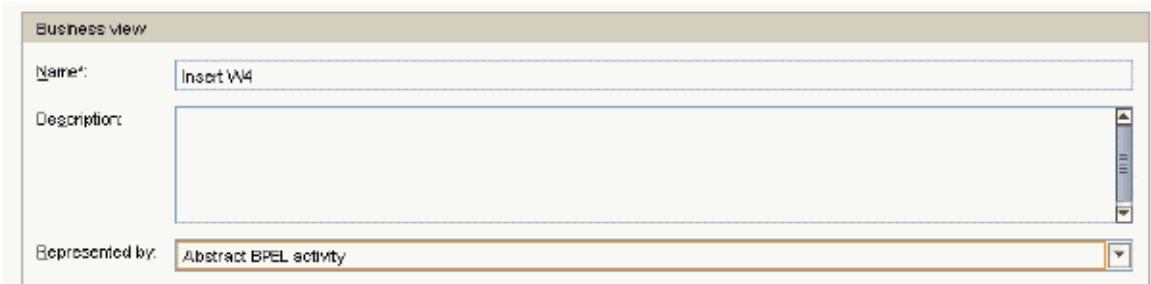 Business view
Name*:
Insert W4
Description:
Represented by:
Abstract BPEL activity